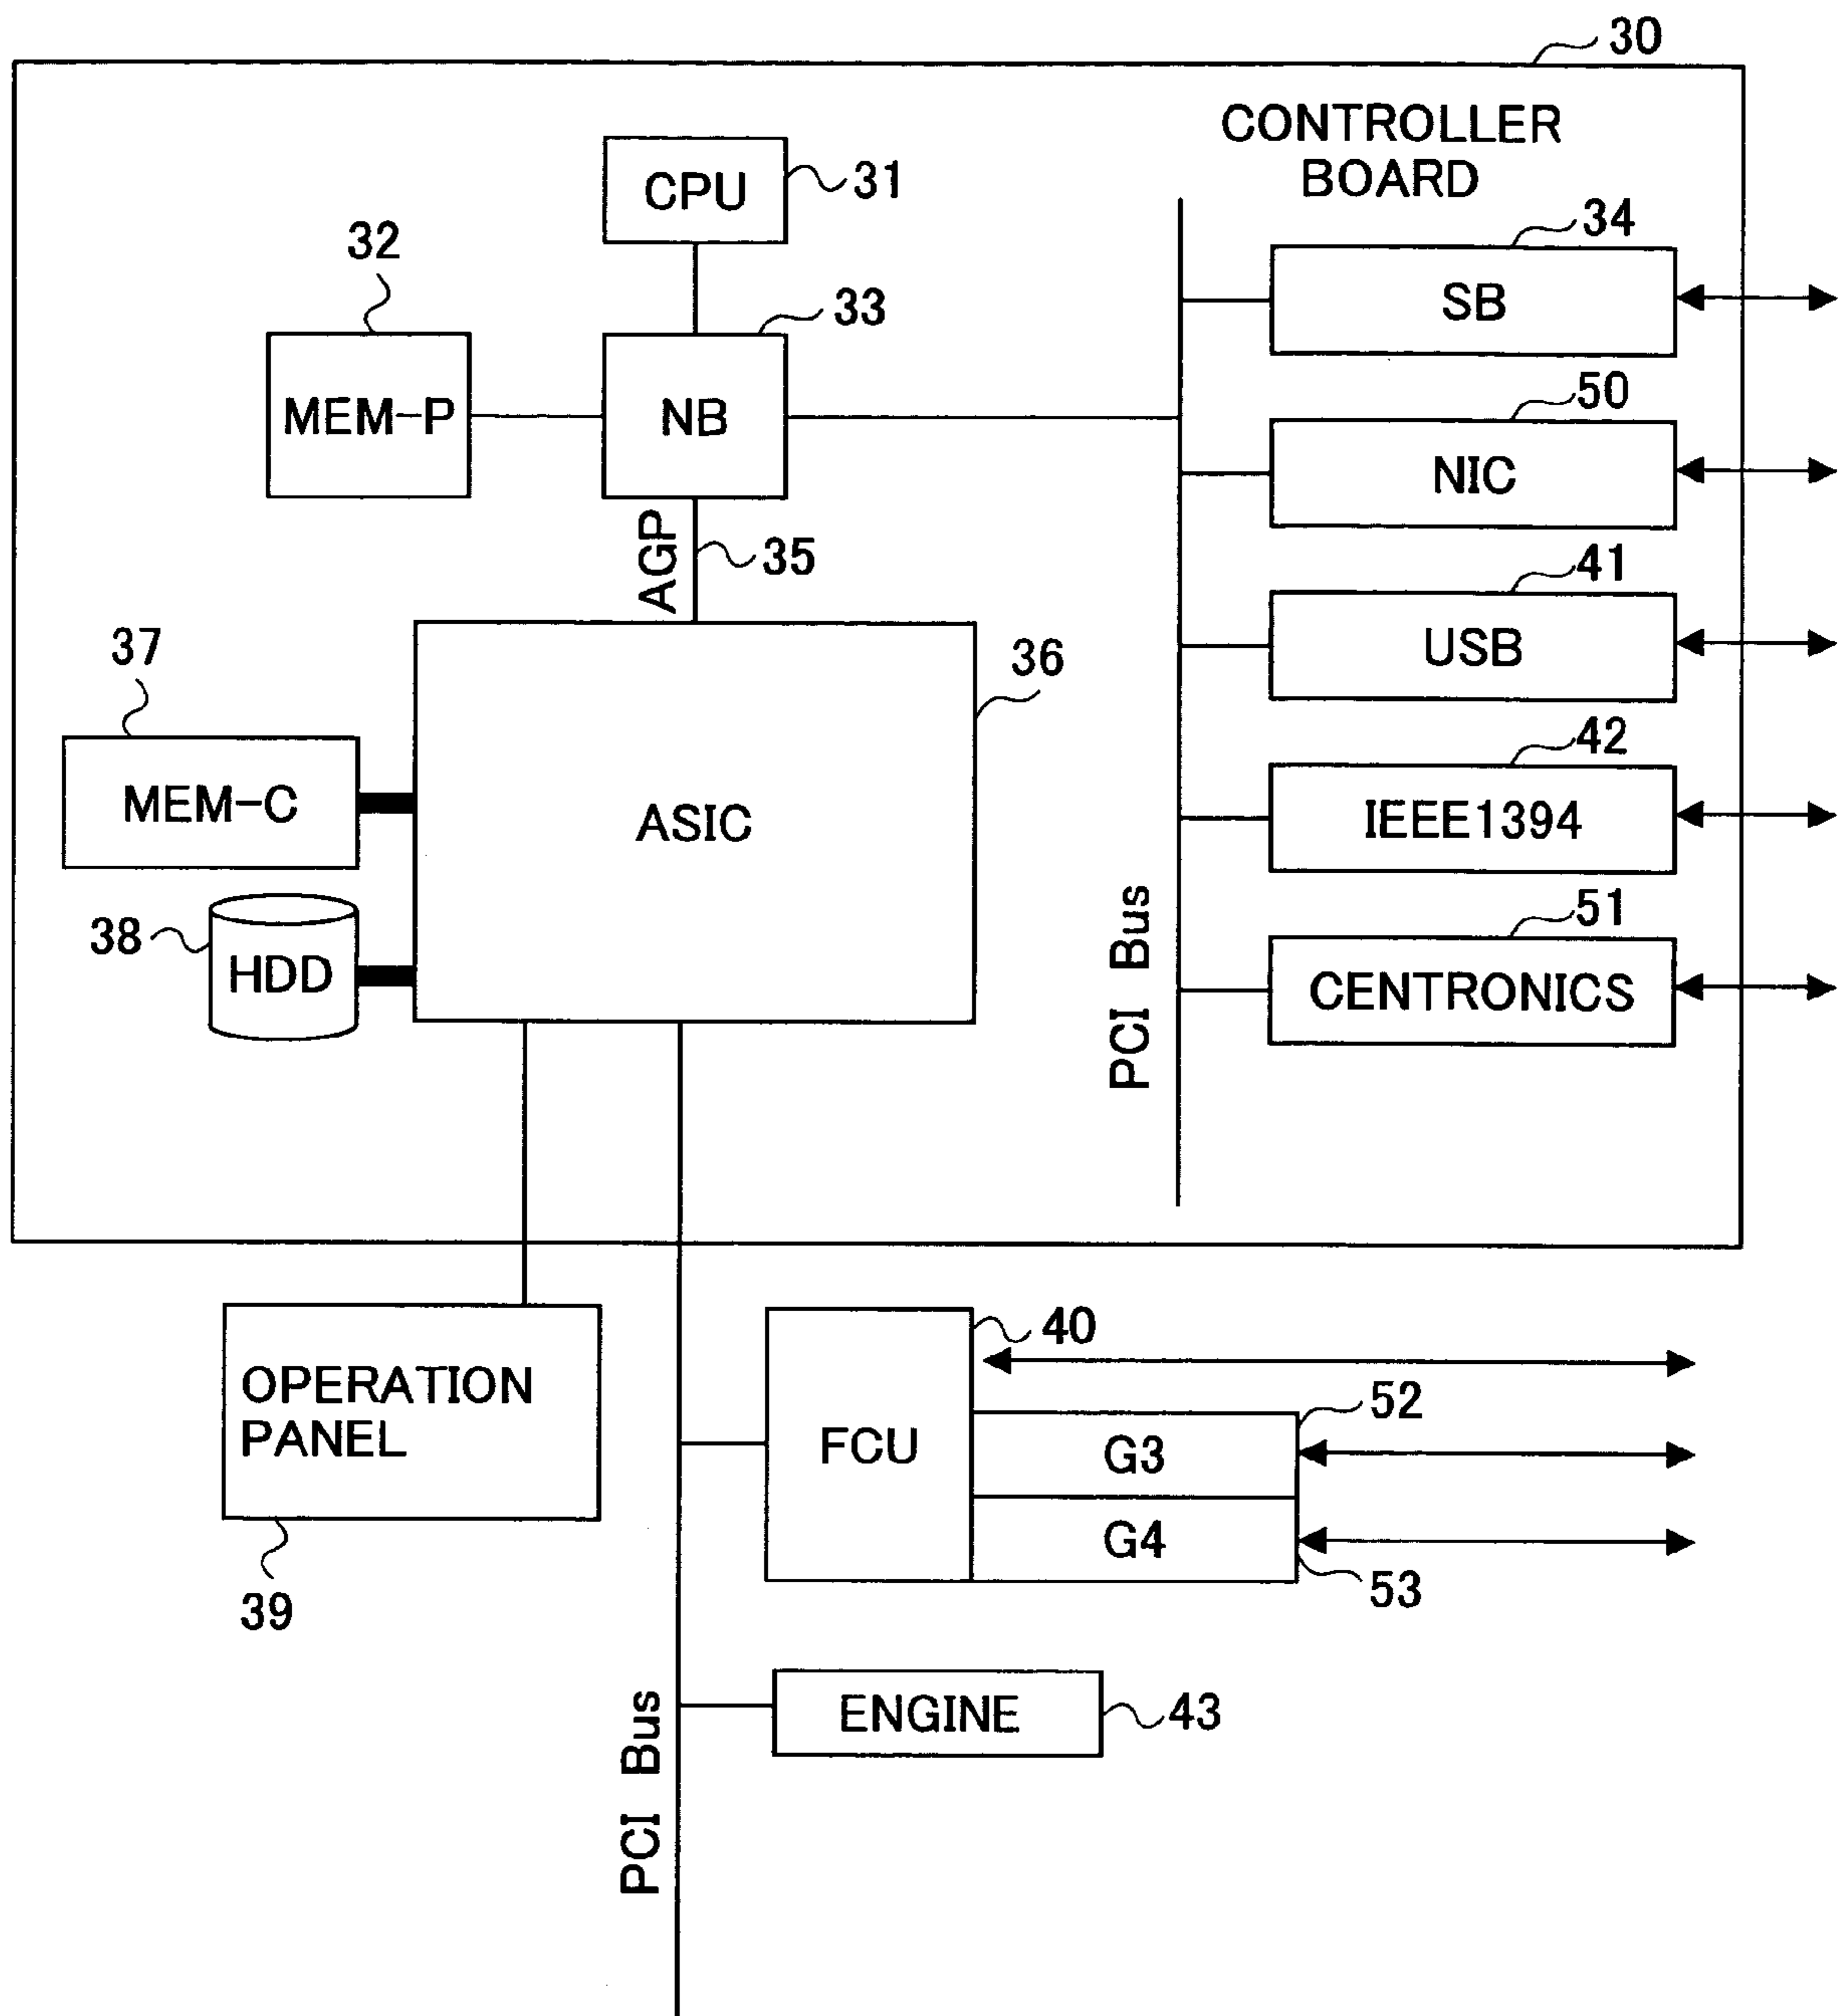 30
CONTROLLER
BOARD
CPU
31
32
33
34
SB
MEM-P
NB
50
NIC
AGP
35
41
USB
37
36
42
MEM-C
ASIC
IEEE1394
38
HDD
51
CENTRONICS
PCI Bus
OPERATION
PANEL
39
40
FCU
52
G3
G4
53
ENGINE
43
PCI Bus